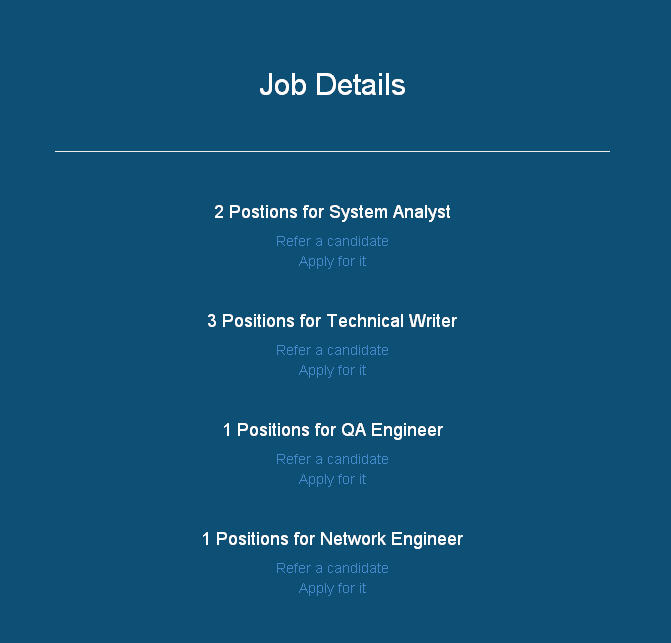 Job Details
2 Postions for System Analyst
Refer a candidate
Apply for it
3 Positions for Technical Writer
Refer a candidate
Apply for it
1 Positions for QA Engineer
Refer a candidate
Apply for it
1 Positions for Network Engineer
Refer a candidate
Apply for it